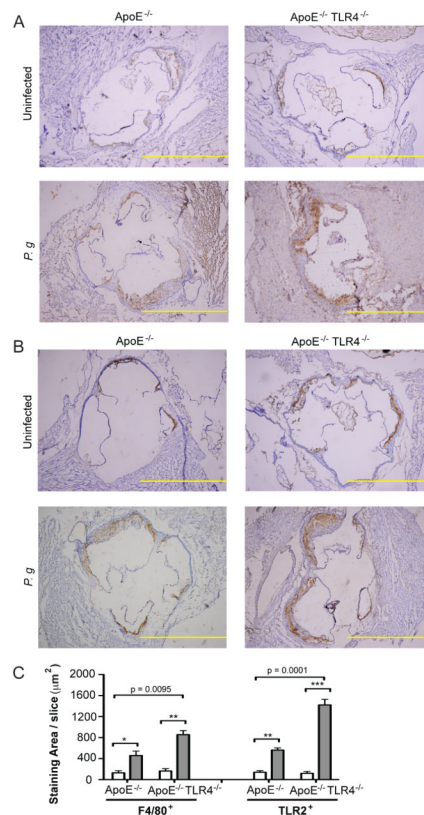 A
ApoE-/-
ApoE-/- TLR4-/-
Uninfected
P. g
B
ApoE-/-
ApoE-/- TLR4-/-
Uninfected
P. g
C
Staining Area / slice (μm²)
2000
1600
1200
800
400
0
p = 0.0095
p = 0.0001
*
**
**
***
ApoE-/- ApoE-/- TLR4-/- ApoE-/- ApoE-/- TLR4-/-
F4/80+ TLR2+